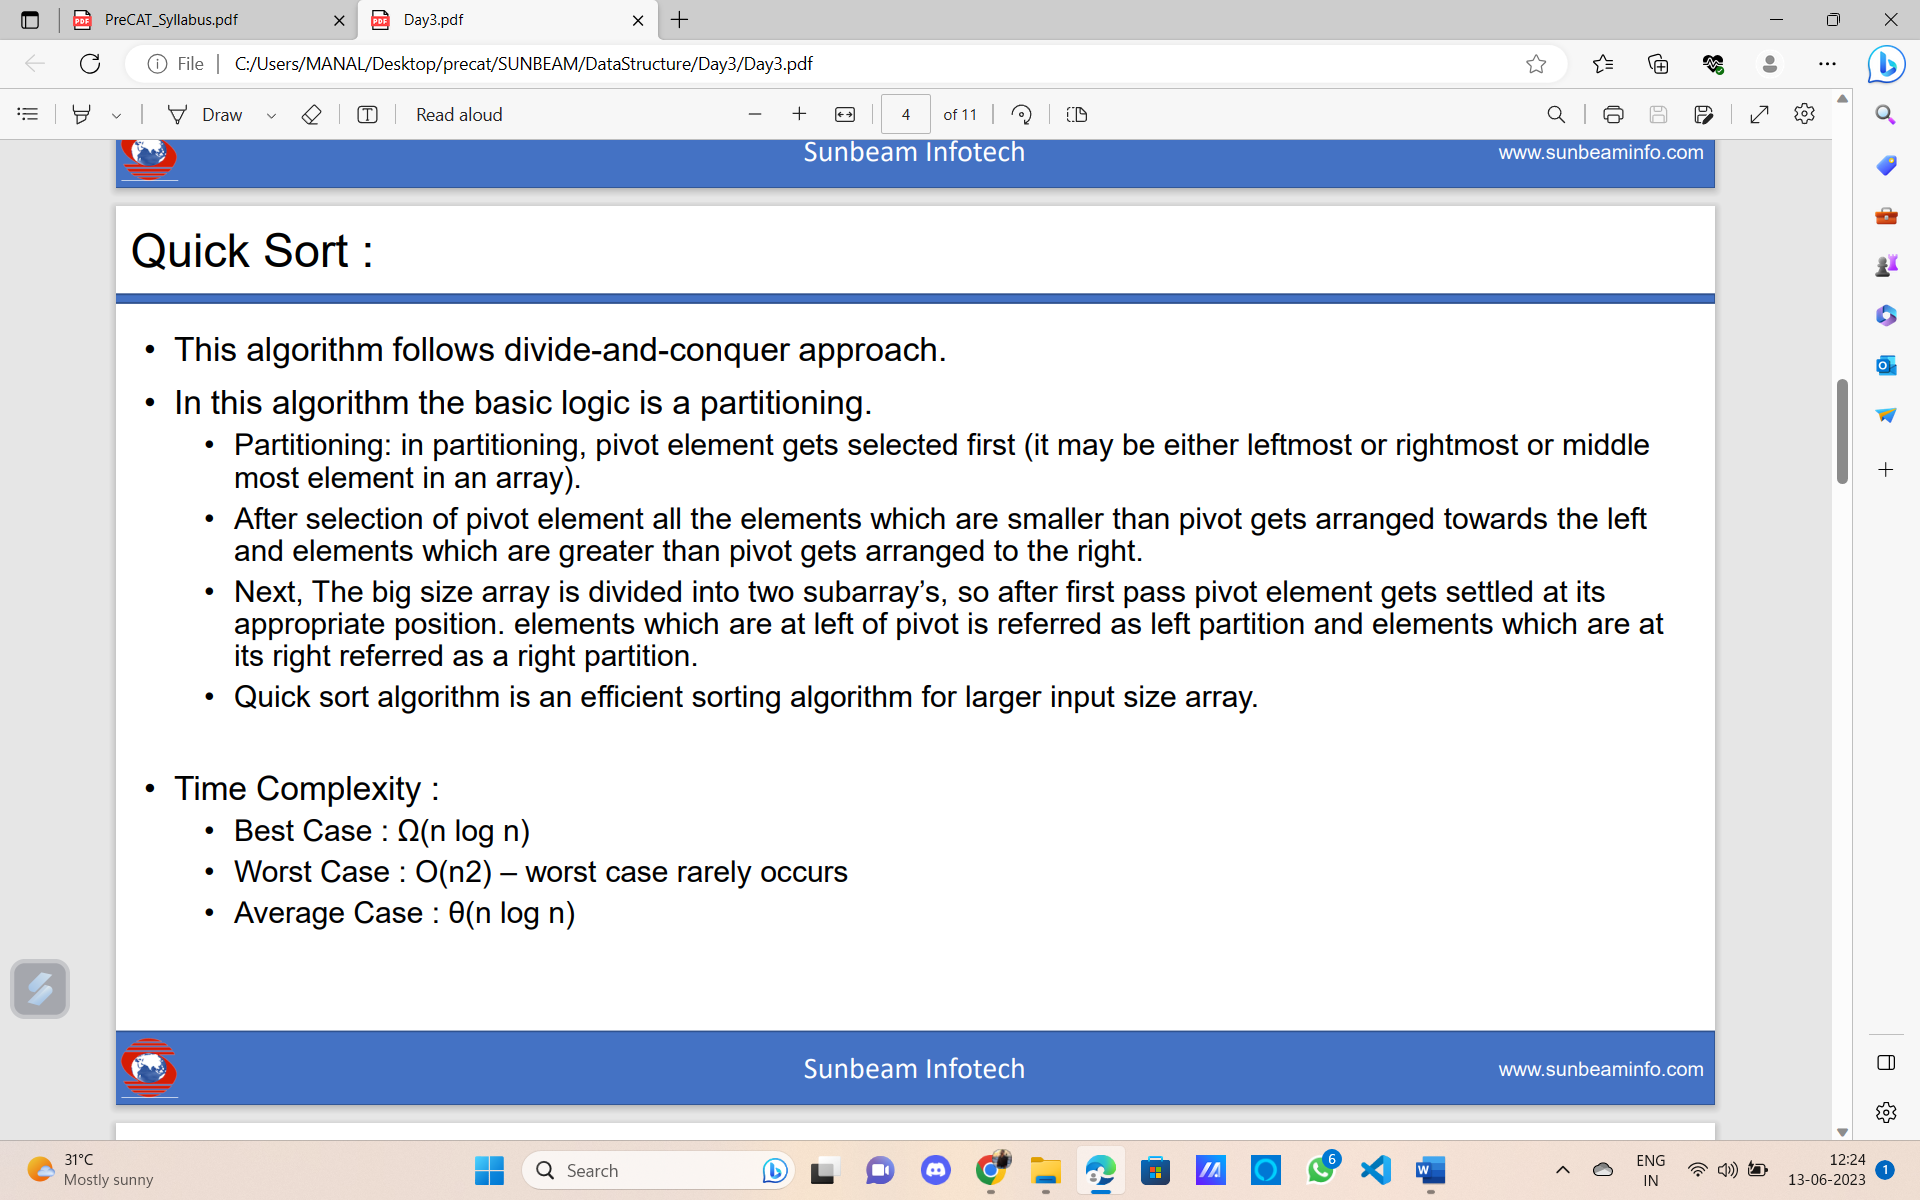 PreCAT_Syllabus.pdf
Day3.pdf
File
C:/Users/MANAL/Desktop/precat/SUNBEAM/DataStructure/Day3/Day3.pdf
Draw
Read aloud
4 of 11
Sunbeam Infotech
www.sunbeaminfo.com
Quick Sort :
• This algorithm follows divide-and-conquer approach.
• In this algorithm the basic logic is a partitioning.
• Partitioning: in partitioning, pivot element gets selected first (it may be either leftmost or rightmost or middle
most element in an array).
• After selection of pivot element all the elements which are smaller than pivot gets arranged towards the left
and elements which are greater than pivot gets arranged to the right.
• Next, The big size array is divided into two subarray’s, so after first pass pivot element gets settled at its
appropriate position. elements which are at left of pivot is referred as left partition and elements which are at
its right referred as a right partition.
• Quick sort algorithm is an efficient sorting algorithm for larger input size array.
• Time Complexity :
• Best Case : Ω(n log n)
• Worst Case : O(n2) – worst case rarely occurs
• Average Case : θ(n log n)
Sunbeam Infotech
www.sunbeaminfo.com
31°C
Mostly sunny
Search
6
ENG
IN
12:24
13-06-2023
1